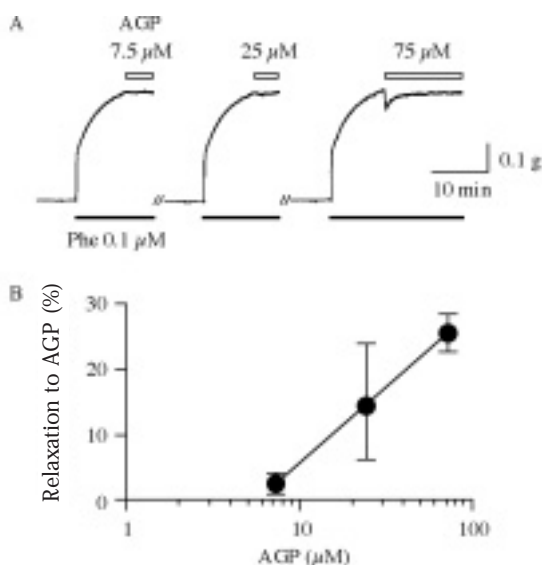 A
AGP
7.5 µM 25 µM 75 µM
0.1 g
10 min
Phe 0.1 µM
B
Relaxation to AGP (%)
30
20
10
0
1 10 100
AGP (µM)